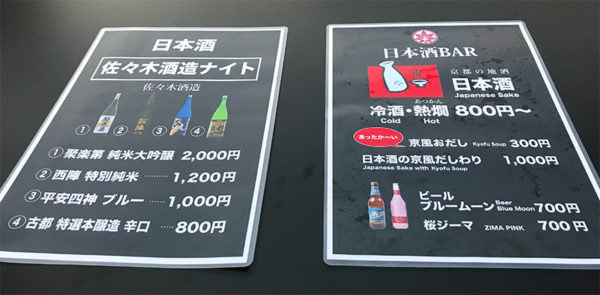 日本酒
佐々木酒造ナイト
佐々木酒造
① ② ③ ④
①聚楽第 純米大吟醸 2,000円
②西陣 特別純米 ……… 1,200円
③平安四神 ブルー …… 1,000円
④古都 特選本醸造 辛口 …… 800円
日本酒BAR
京都の地酒
日本酒
Japanese Sake
あっつかん
冷酒・熱燗 800円〜
Cold Hot
あったか〜い
京風おだし Kyofu Soup 300円
日本酒の京風だしわり 1,000円
Japanese Sake with Kyofu Soup
ビール Beer
ブルームーン Blue Moon 700円
桜ジーマ ZIMA PINK 700円